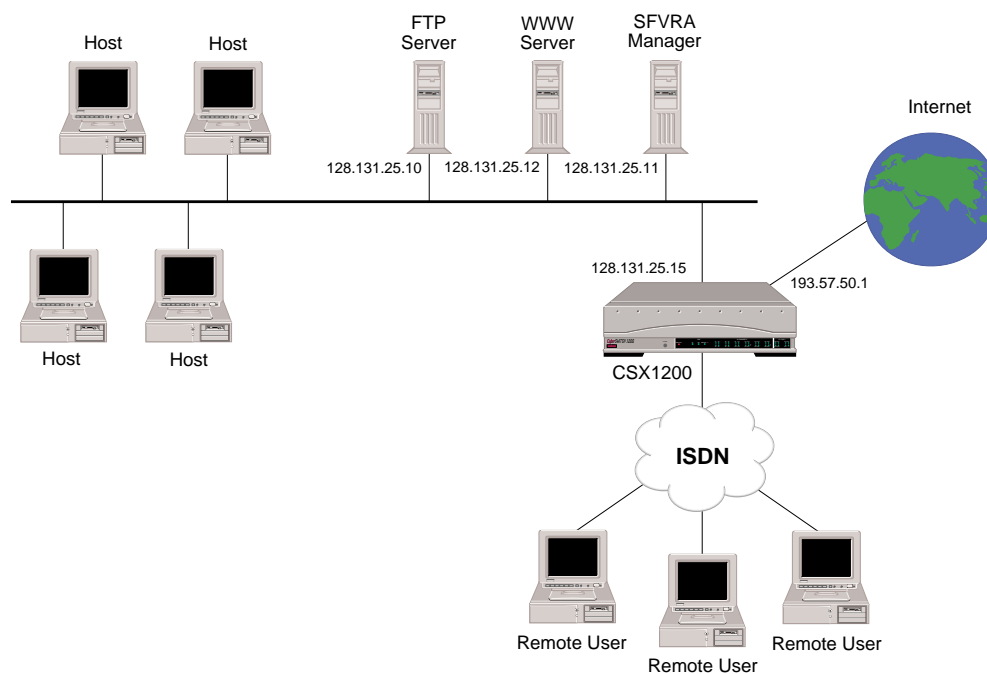 Host
Host
FTP
Server
WWW
Server
SFVRA
Manager
Internet
128.131.25.10
128.131.25.12
128.131.25.11
128.131.25.15
193.57.50.1
Host
Host
CSX1200
ISDN
Remote User
Remote User
Remote User